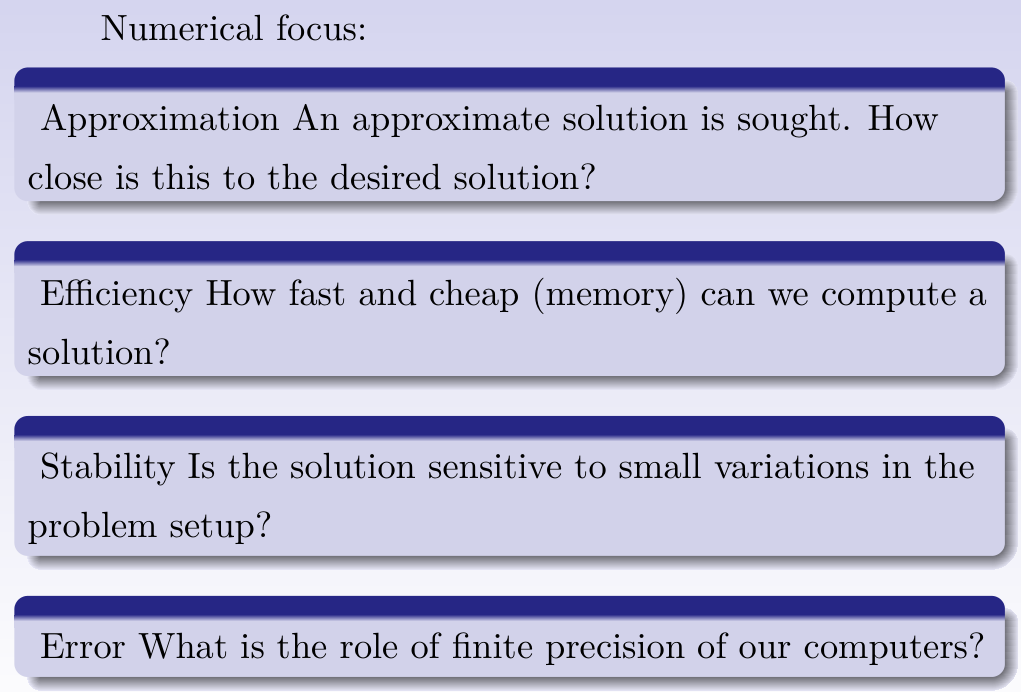 Numerical focus:
Approximation An approximate solution is sought. How
close is this to the desired solution?
Efficiency How fast and cheap (memory) can we compute a
solution?
Stability Is the solution sensitive to small variations in the
problem setup?
Error What is the role of finite precision of our computers?